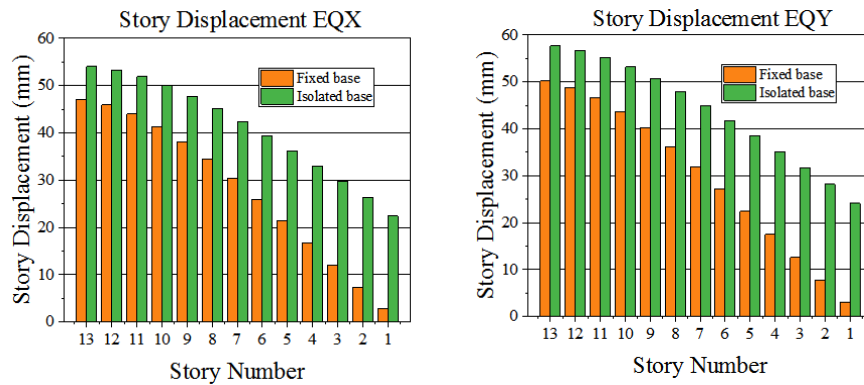 Story Displacement EQX
60
50
40
30
20
10
0
Story Displacement (mm)
Fixed base
Isolated base
13 12 11 10 9 8 7 6 5 4 3 2 1
Story Number
Story Displacement EQY
60
50
40
30
20
10
0
Story Displacement (mm)
Fixed base
Isolated base
13 12 11 10 9 8 7 6 5 4 3 2 1
Story Number